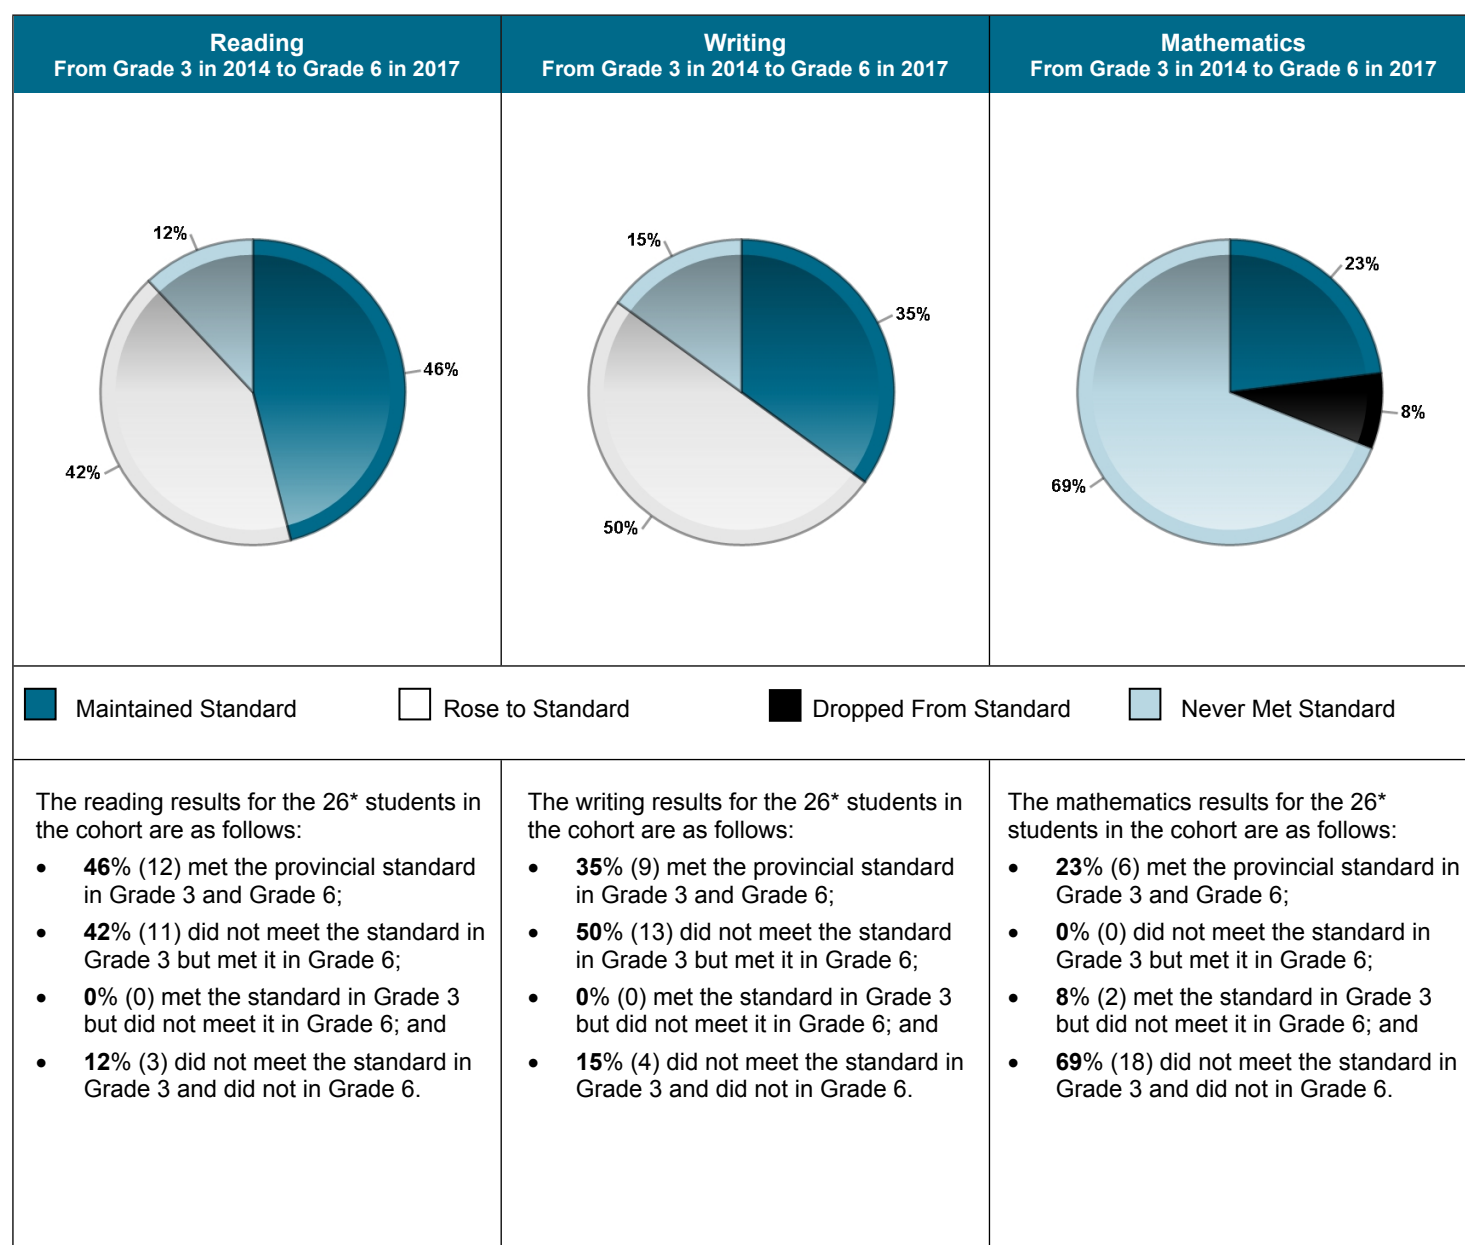 Reading
From Grade 3 in 2014 to Grade 6 in 2017
Writing
From Grade 3 in 2014 to Grade 6 in 2017
Mathematics
From Grade 3 in 2014 to Grade 6 in 2017
12%
46%
42%
15%
35%
50%
23%
8%
69%
Maintained Standard
Rose to Standard
Dropped From Standard
Never Met Standard
The reading results for the 26* students in
the cohort are as follows:
• 46% (12) met the provincial standard
in Grade 3 and Grade 6;
• 42% (11) did not meet the standard in
Grade 3 but met it in Grade 6;
• 0% (0) met the standard in Grade 3
but did not meet it in Grade 6; and
• 12% (3) did not meet the standard in
Grade 3 and did not in Grade 6.
The writing results for the 26* students in
the cohort are as follows:
• 35% (9) met the provincial standard
in Grade 3 and Grade 6;
• 50% (13) did not meet the standard
in Grade 3 but met it in Grade 6;
• 0% (0) met the standard in Grade 3
but did not meet it in Grade 6; and
• 15% (4) did not meet the standard in
Grade 3 and did not in Grade 6.
The mathematics results for the 26*
students in the cohort are as follows:
• 23% (6) met the provincial standard in
Grade 3 and Grade 6;
• 0% (0) did not meet the standard in
Grade 3 but met it in Grade 6;
• 8% (2) met the standard in Grade 3
but did not meet it in Grade 6; and
• 69% (18) did not meet the standard in
Grade 3 and did not in Grade 6.